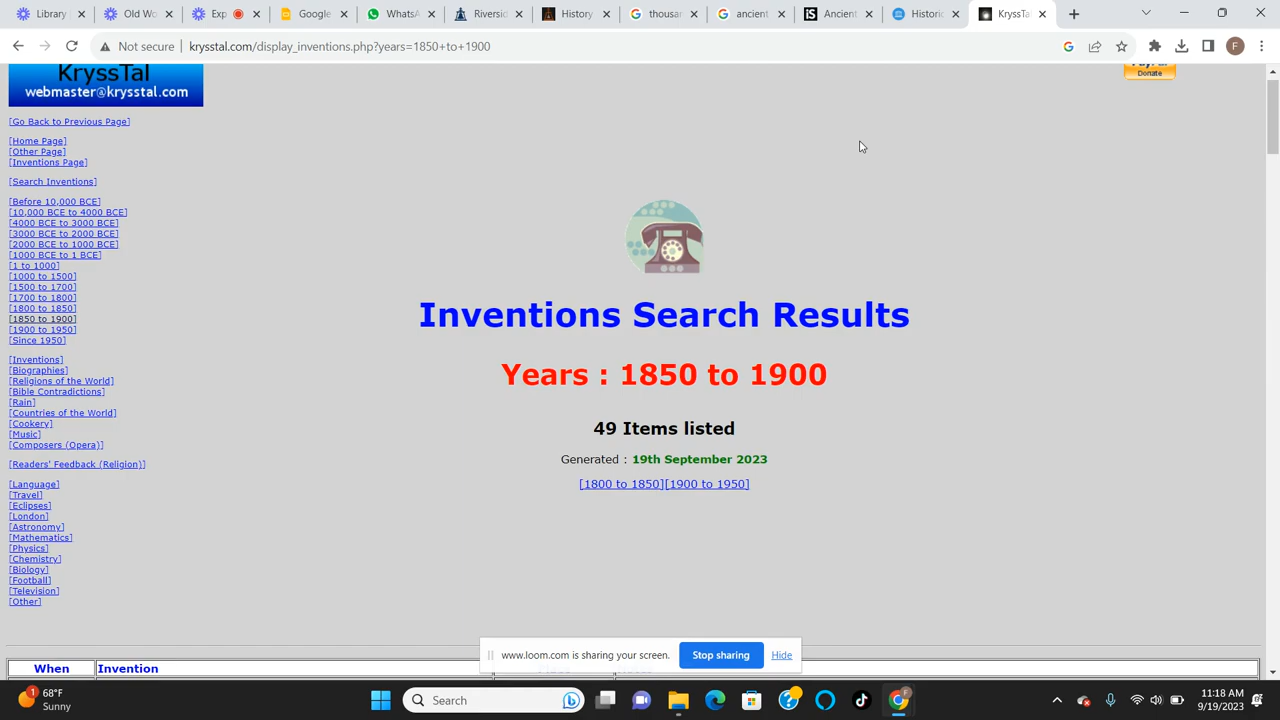 Library
Old Wo
Exp
Google
WhatsA
Riversid
History
thousan
ancient
Ancient
Historic
KryssTal
Not secure
krysstal.com/display_inventions.php?years=1850+to+1900
F
KryssTal
webmaster@krysstal.com
Donate
[Go Back to Previous Page]
[Home Page]
[Other Page]
[Inventions Page]
[Search Inventions]
[Before 10,000 BCE]
[10,000 BCE to 4000 BCE]
[4000 BCE to 3000 BCE]
[3000 BCE to 2000 BCE]
[2000 BCE to 1000 BCE]
[1000 BCE to 1 BCE]
[1 to 1000]
[1000 to 1500]
[1500 to 1700]
[1700 to 1800]
[1800 to 1850]
[1850 to 1900]
[1900 to 1950]
[Since 1950]
[Inventions]
[Biographies]
[Religions of the World]
[Bible Contradictions]
[Rain]
[Countries of the World]
[Cookery]
[Music]
[Composers (Opera)]
[Readers' Feedback (Religion)]
[Language]
[Travel]
[Eclipses]
[London]
[Astronomy]
[Mathematics]
[Physics]
[Chemistry]
[Biology]
[Football]
[Television]
[Other]
Inventions Search Results
Years : 1850 to 1900
49 Items listed
Generated : 19th September 2023
[1800 to 1850][1900 to 1950]
www.loom.com is sharing your screen.
Stop sharing
Hide
When
Invention
1
68°F
Sunny
Search
F
11:18 AM
9/19/2023